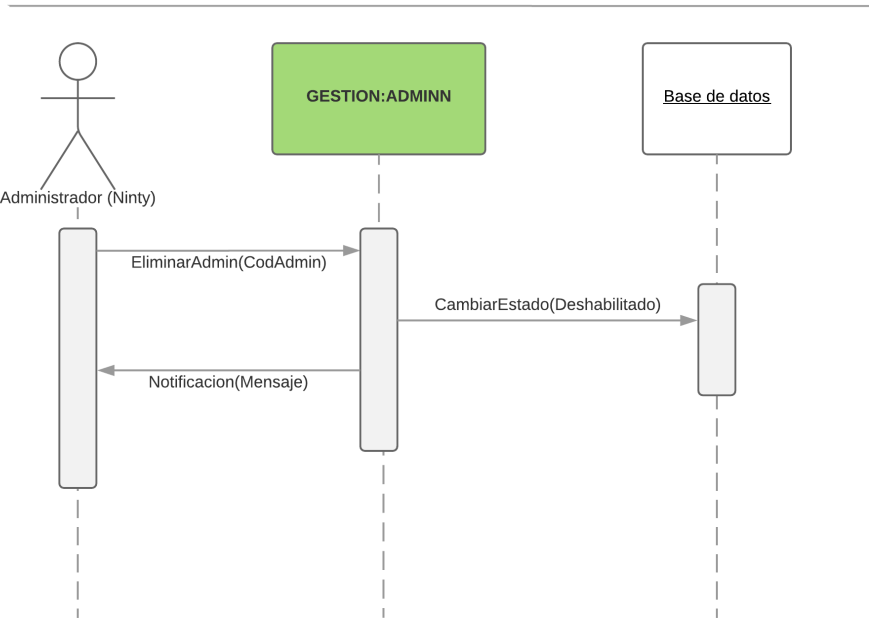 GESTION:ADMINN
Base de datos
Administrador (Ninty)
EliminarAdmin(CodAdmin)
CambiarEstado(Deshabilitado)
Notificacion(Mensaje)